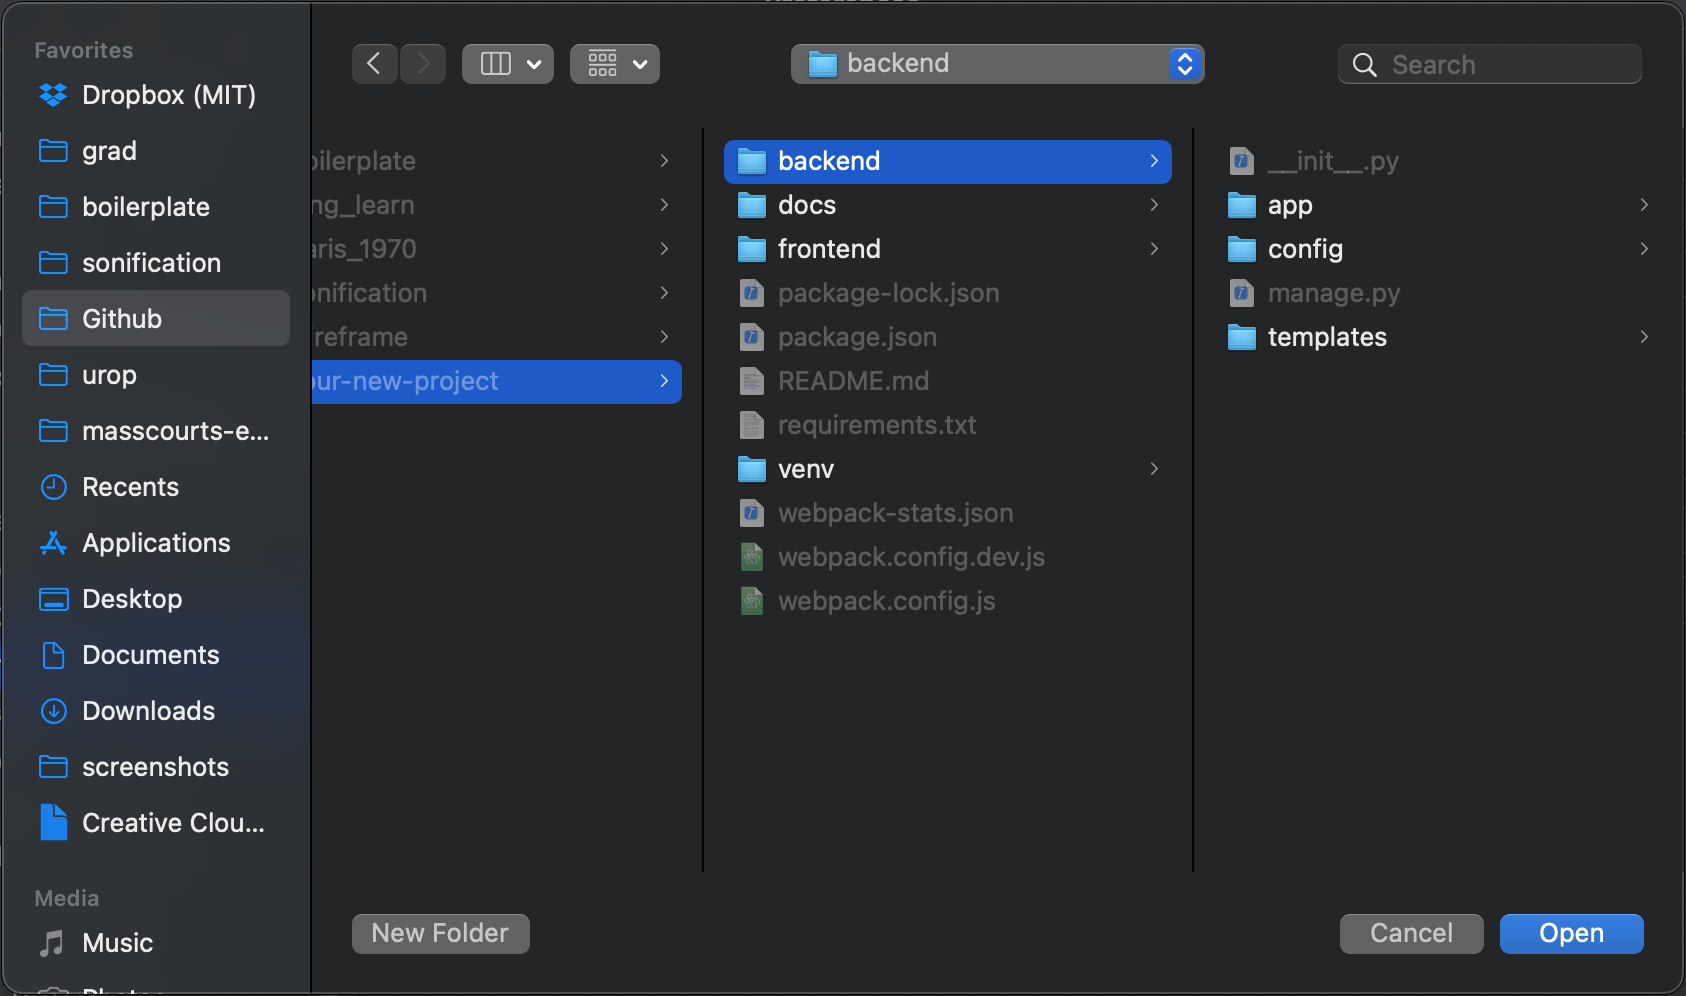 Favorites
Dropbox (MIT)
grad
boilerplate
sonification
Github
urop
masscourts-e...
Recents
Applications
Desktop
Documents
Downloads
screenshots
Creative Clou...
Media
Music
backend
Search
oilerplate
ng_learn
aris_1970
onification
reframe
our-new-project
backend
docs
frontend
package-lock.json
package.json
README.md
requirements.txt
venv
webpack-stats.json
webpack.config.dev.js
webpack.config.js
__init__.py
app
config
manage.py
templates
New Folder
Cancel
Open